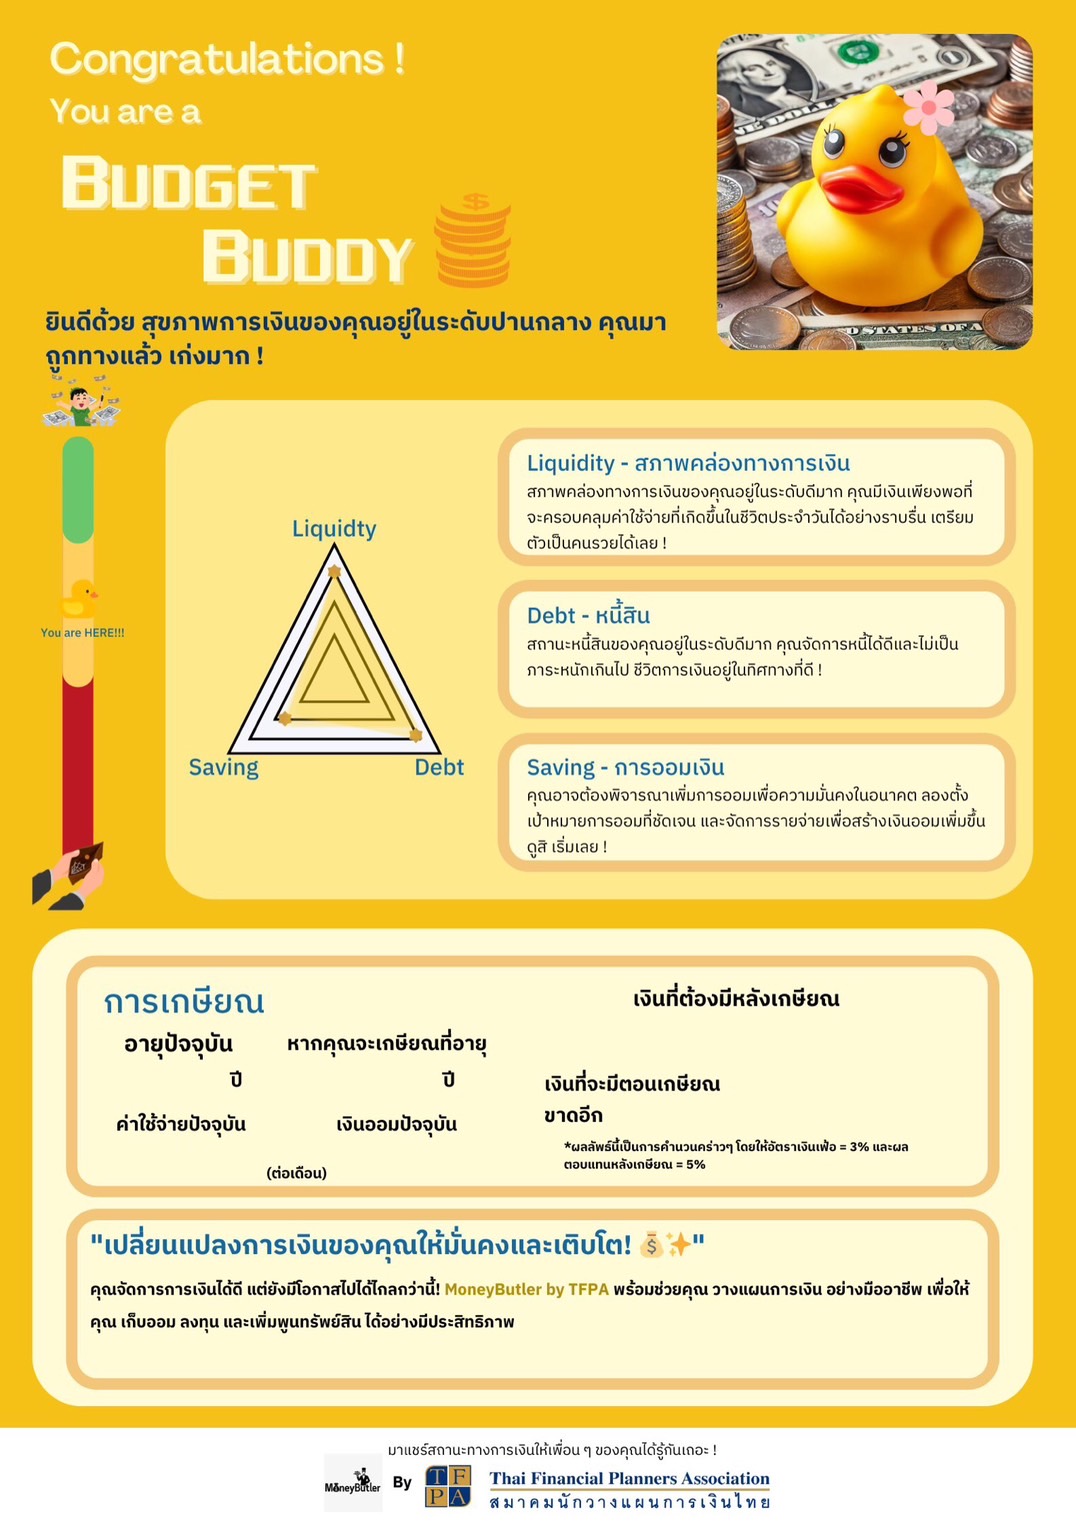 Congratulations !
You are a
BUDGET
BUDDY
ยินดีด้วย สุขภาพการเงินของคุณอยู่ในระดับปานกลาง คุณมา
ถูกทางแล้ว เก่งมาก !
You are HERE!!!
Liquidty
Saving
Debt
Liquidity - สภาพคล่องทางการเงิน
สภาพคล่องทางการเงินของคุณอยู่ในระดับดีมาก คุณมีเงินเพียงพอที่
จะครอบคลุมค่าใช้จ่ายที่เกิดขึ้นในชีวิตประจำวันได้อย่างราบรื่น เตรียม
ตัวเป็นคนรวยได้เลย !
Debt - หนี้สิน
สถานะหนี้สินของคุณอยู่ในระดับดีมาก คุณจัดการหนี้ได้ดีและไม่เป็น
ภาระหนักเกินไป ชีวิตการเงินอยู่ในทิศทางที่ดี !
Saving - การออมเงิน
คุณอาจต้องพิจารณาเพิ่มการออมเพื่อความมั่นคงในอนาคต ลองตั้ง
เป้าหมายการออมที่ชัดเจน และจัดการรายจ่ายเพื่อสร้างเงินออมเพิ่มขึ้น
ดูสิ เริ่มเลย !
การเกษียณ
อายุปัจจุบัน
หากคุณจะเกษียณที่อายุ
ปี
ปี
ค่าใช้จ่ายปัจจุบัน
เงินออมปัจจุบัน
(ต่อเดือน)
เงินที่ต้องมีหลังเกษียณ
เงินที่จะมีตอนเกษียณ
ขาดอีก
*ผลลัพธ์นี้เป็นการคำนวนคร่าวๆ โดยให้อัตราเงินเฟ้อ = 3% และผล
ตอบแทนหลังเกษียณ = 5%
"เปลี่ยนแปลงการเงินของคุณให้มั่นคงและเติบโต! 💰✨"
คุณจัดการการเงินได้ดี แต่ยังมีโอกาสไปได้ไกลกว่านี้! MoneyButler by TFPA พร้อมช่วยคุณ วางแผนการเงิน อย่างมืออาชีพ เพื่อให้
คุณ เก็บออม ลงทุน และเพิ่มพูนทรัพย์สิน ได้อย่างมีประสิทธิภาพ
มาแชร์สถานะทางการเงินให้เพื่อน ๆ ของคุณได้รู้กันเถอะ !
MoneyButler
By
TFPA
Thai Financial Planners Association
สมาคมนักวางแผนการเงินไทย